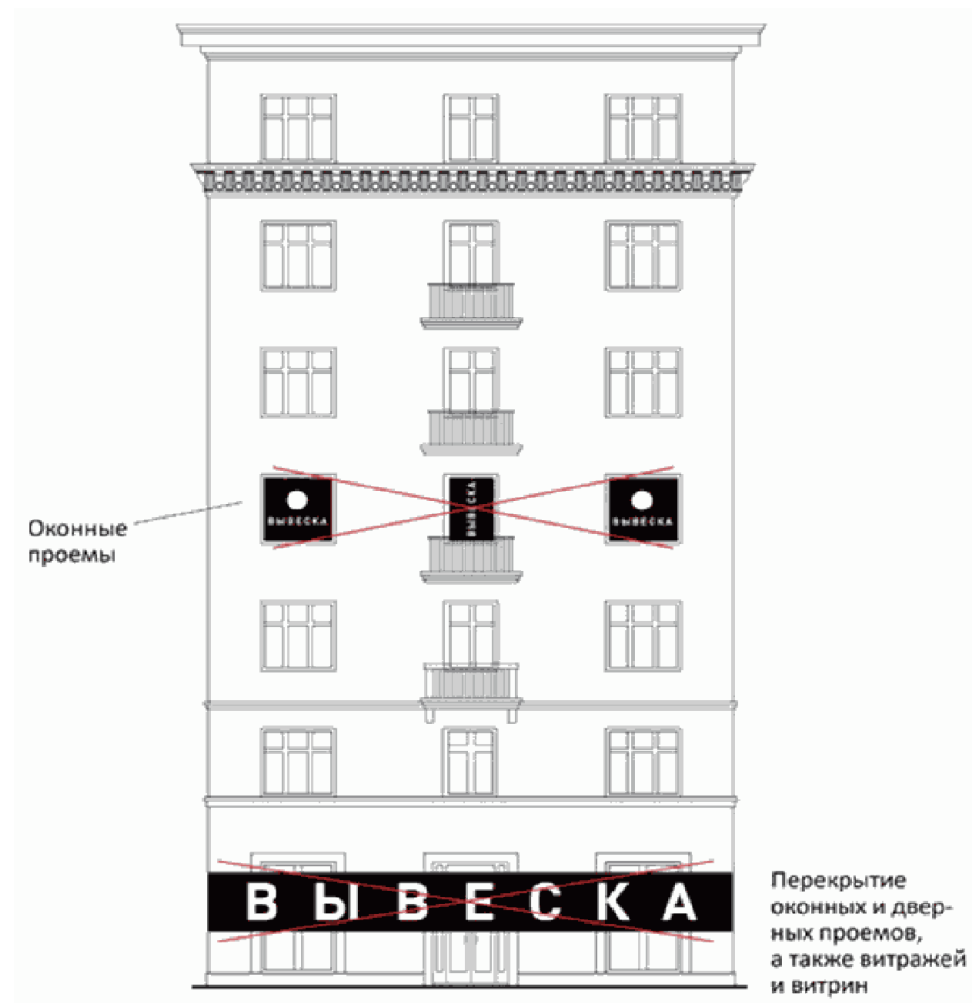 ВЫВЕСКА
ВЫВЕСКА
ВЫВЕСКА
Оконные
проемы
ВЫВЕСКА
Перекрытие
оконных и двер-
ных проемов,
а также витражей
и витрин